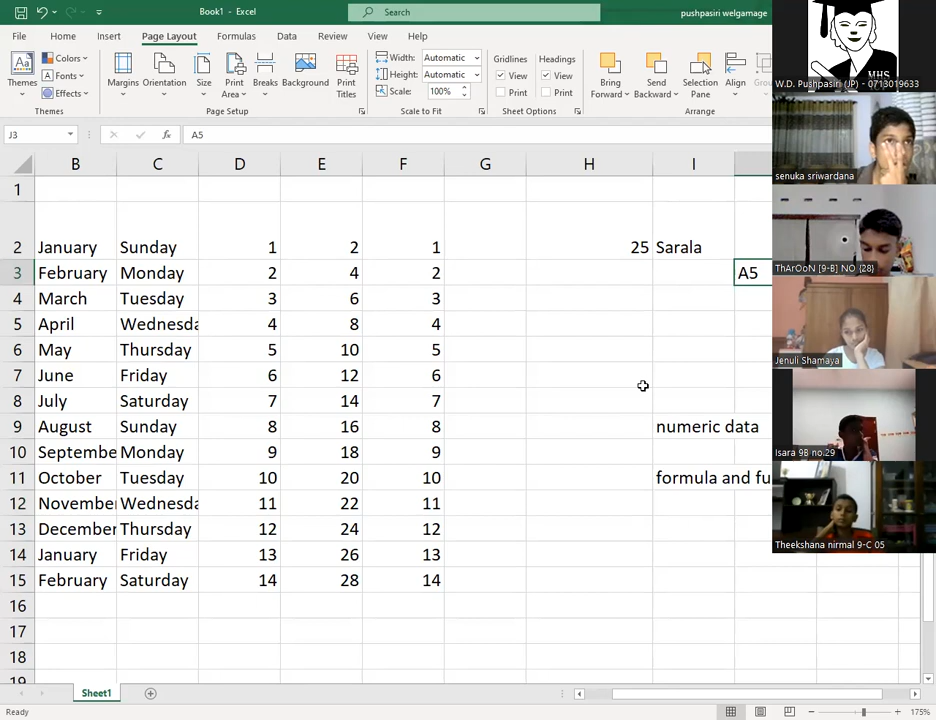 Book1 - Excel
Search
pushpasiri welgamage
File Home Insert Page Layout Formulas Data Review View Help
Themes
Colors
Fonts
Effects
Themes
Margins Orientation Size Print Area Breaks Background Print Titles
Page Setup
Width: Automatic
Height: Automatic
Scale: 100%
Scale to Fit
Gridlines Headings
View View
Print Print
Sheet Options
Bring Forward Send Backward Selection Pane Align
Arrange
J3 fx A5
B C D E F G H I
1
2 January Sunday 1 2 1 25 Sarala
3 February Monday 2 4 2 A5
4 March Tuesday 3 6 3
5 April Wednesda 4 8 4
6 May Thursday 5 10 5
7 June Friday 6 12 6
8 July Saturday 7 14 7
9 August Sunday 8 16 8 numeric data
10 Septembe Monday 9 18 9
11 October Tuesday 10 20 10 formula and fu
12 November Wednesda 11 22 11
13 December Thursday 12 24 12
14 January Friday 13 26 13
15 February Saturday 14 28 14
16
17
18
19
Sheet1
Ready
175%
MHS
W.D. Pushpasiri (JP) - 0713019633
senuka sriwardana
ThArOoN [9-B] NO {28}
Jenuli Shamaya
Isara 9B no.29
Theekshana nirmal 9-C 05